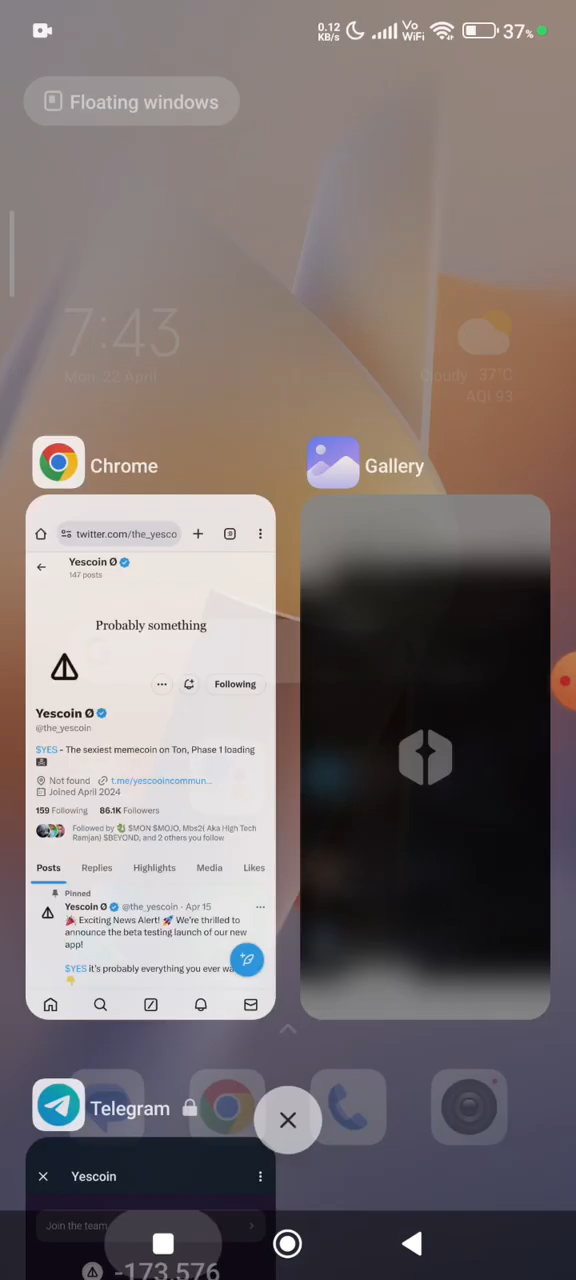 0.12
KB/s
Vo
WiFi
37%
Floating windows
7:43
Mon, 22 April
Cloudy 37°C
AQI 93
Chrome
Gallery
twitter.com/the_yesco
Yescoin Ø
147 posts
Probably something
Following
Yescoin Ø
@the_yescoin
$YES - The sexiest memecoin on Ton, Phase 1 loading
Not found t.me/yescooincommun...
Joined April 2024
159 Following 86.1K Followers
Followed by $MON $MOJO, Mbs2( Aka High Tech
Ramjan) $BEYOND, and 2 others you follow
Posts Replies Highlights Media Likes
Pinned
Yescoin Ø @the_yescoin · Apr 15
🎉 Exciting News Alert! 🚀 We're thrilled to
announce the beta testing launch of our new
app!
$YES it's probably everything you ever wa
👇
Telegram
Yescoin
Join the team
-173,576